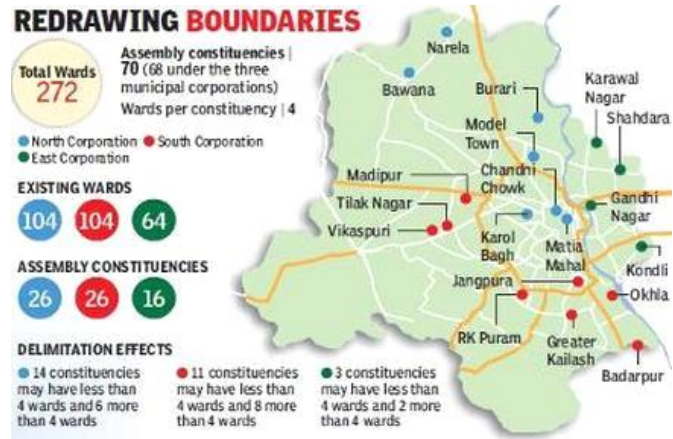 REDRAWING BOUNDARIES
Total Wards
272
Assembly constituencies |
70 (68 under the three
municipal corporations)
Wards per constituency | 4
North Corporation South Corporation
East Corporation
EXISTING WARDS
104 104 64
ASSEMBLY CONSTITUENCIES
26 26 16
DELIMITATION EFFECTS
14 constituencies
may have less than
4 wards and 6 more
than 4 wards
11 constituencies
may have less than
4 wards and 8 more
than 4 wards
3 constituencies
may have less than
4 wards and 2 more
than 4 wards
Narela
Bawana
Burari
Karawal
Nagar
Shahdara
Model
Town
Madipur
Chandni
Chowk
Tilak Nagar
Gandhi
Nagar
Vikaspuri
Karol
Bagh
Matia
Mahal
Kondli
Jangpura
Okhla
RK Puram
Greater
Kailash
Badarpur